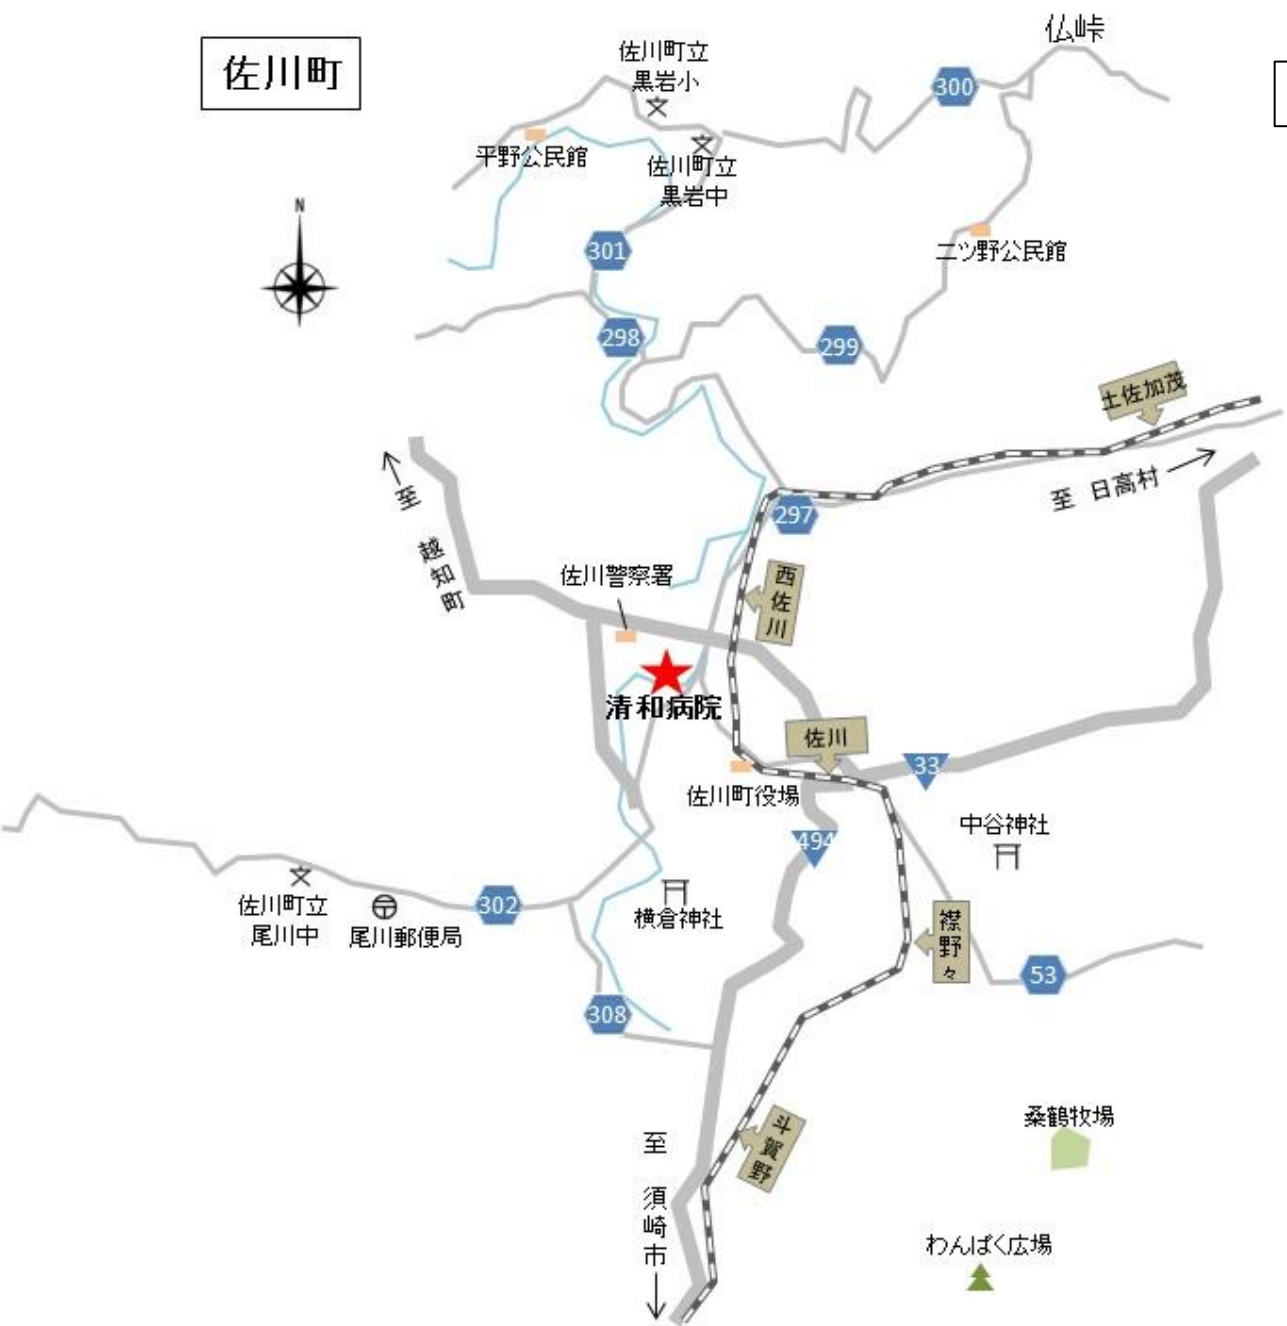 佐川町
仏峠
佐川町立
黒岩小
300
平野公民館
佐川町立
黒岩中
N
301
二ツ野公民館
298
299
土佐加茂
至 日高村
至 越知町
297
佐川警察署
西佐川
清和病院
佐川
33
佐川町役場
494
中谷神社
佐川町立
尾川中
尾川郵便局
302
横倉神社
襟野々
53
308
桑鶴牧場
斗賀野
至 須崎市
わんぱく広場